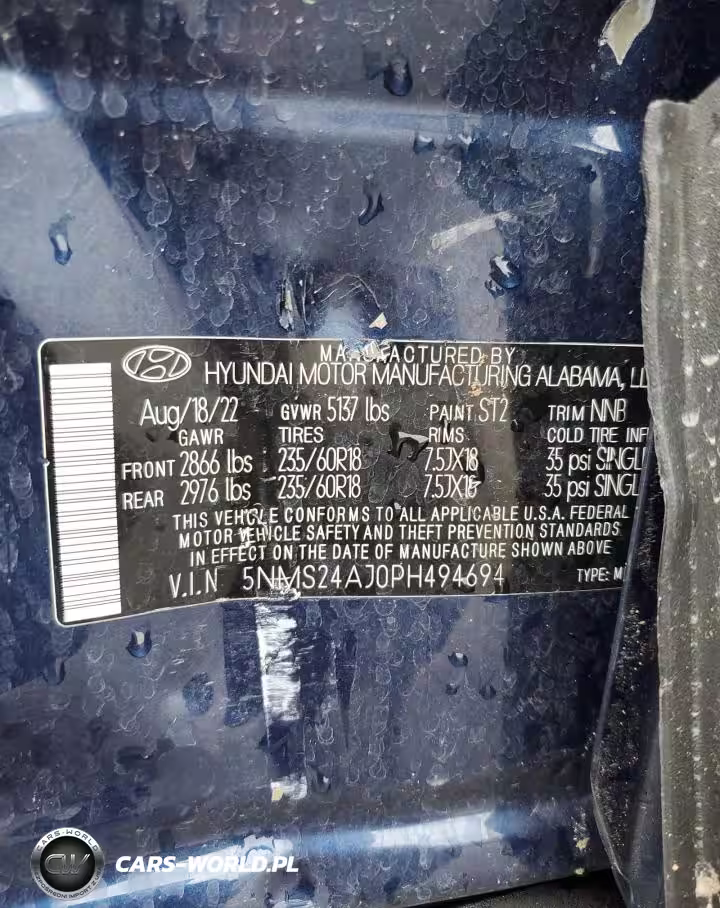 MANUFACTURED BY
HYUNDAI MOTOR MANUFACTURING ALABAMA,
Aug/18/22 GVWR 5137 lbs PAINT ST2 TRIM NNB
GAWR TIRES RIMS COLD TIRE INF
FRONT 2866 lbs 235/60R18 7.5JX18 35 psi SINGL
REAR 2976 lbs 235/60R18 7.5JX18 35 psi SINGL
THIS VEHICLE CONFORMS TO ALL APPLICABLE U.S.A. FEDERAL
MOTOR VEHICLE SAFETY AND THEFT PREVENTION STANDARDS
IN EFFECT ON THE DATE OF MANUFACTURE SHOWN ABOVE
V.I.N 5NMS24AJ0PH494694 TYPE: M
CARS-WORLD
CW
CARS-WORLD.PL